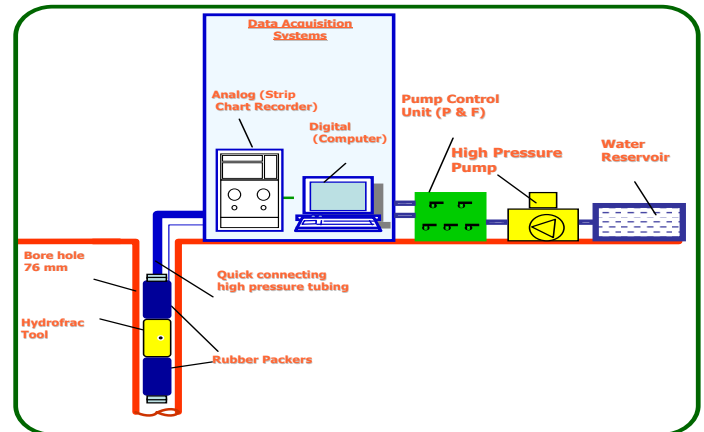 Data Acquisition
Systems
Analog (Strip
Chart Recorder)
Digital
(Computer)
Pump Control
Unit (P & F)
High Pressure
Pump
Water
Reservoir
Bore hole
76 mm
Quick connecting
high pressure tubing
Hydrofrac
Tool
Rubber Packers